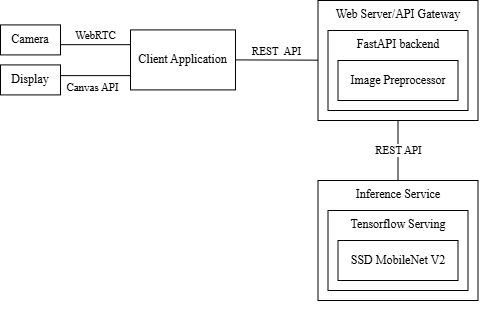 Web Server/API Gateway
Camera
WebRTC
FastAPI backend
Client Application
REST API
Display
Image Preprocessor
Canvas API
REST API
Inference Service
Tensorflow Serving
SSD MobileNet V2